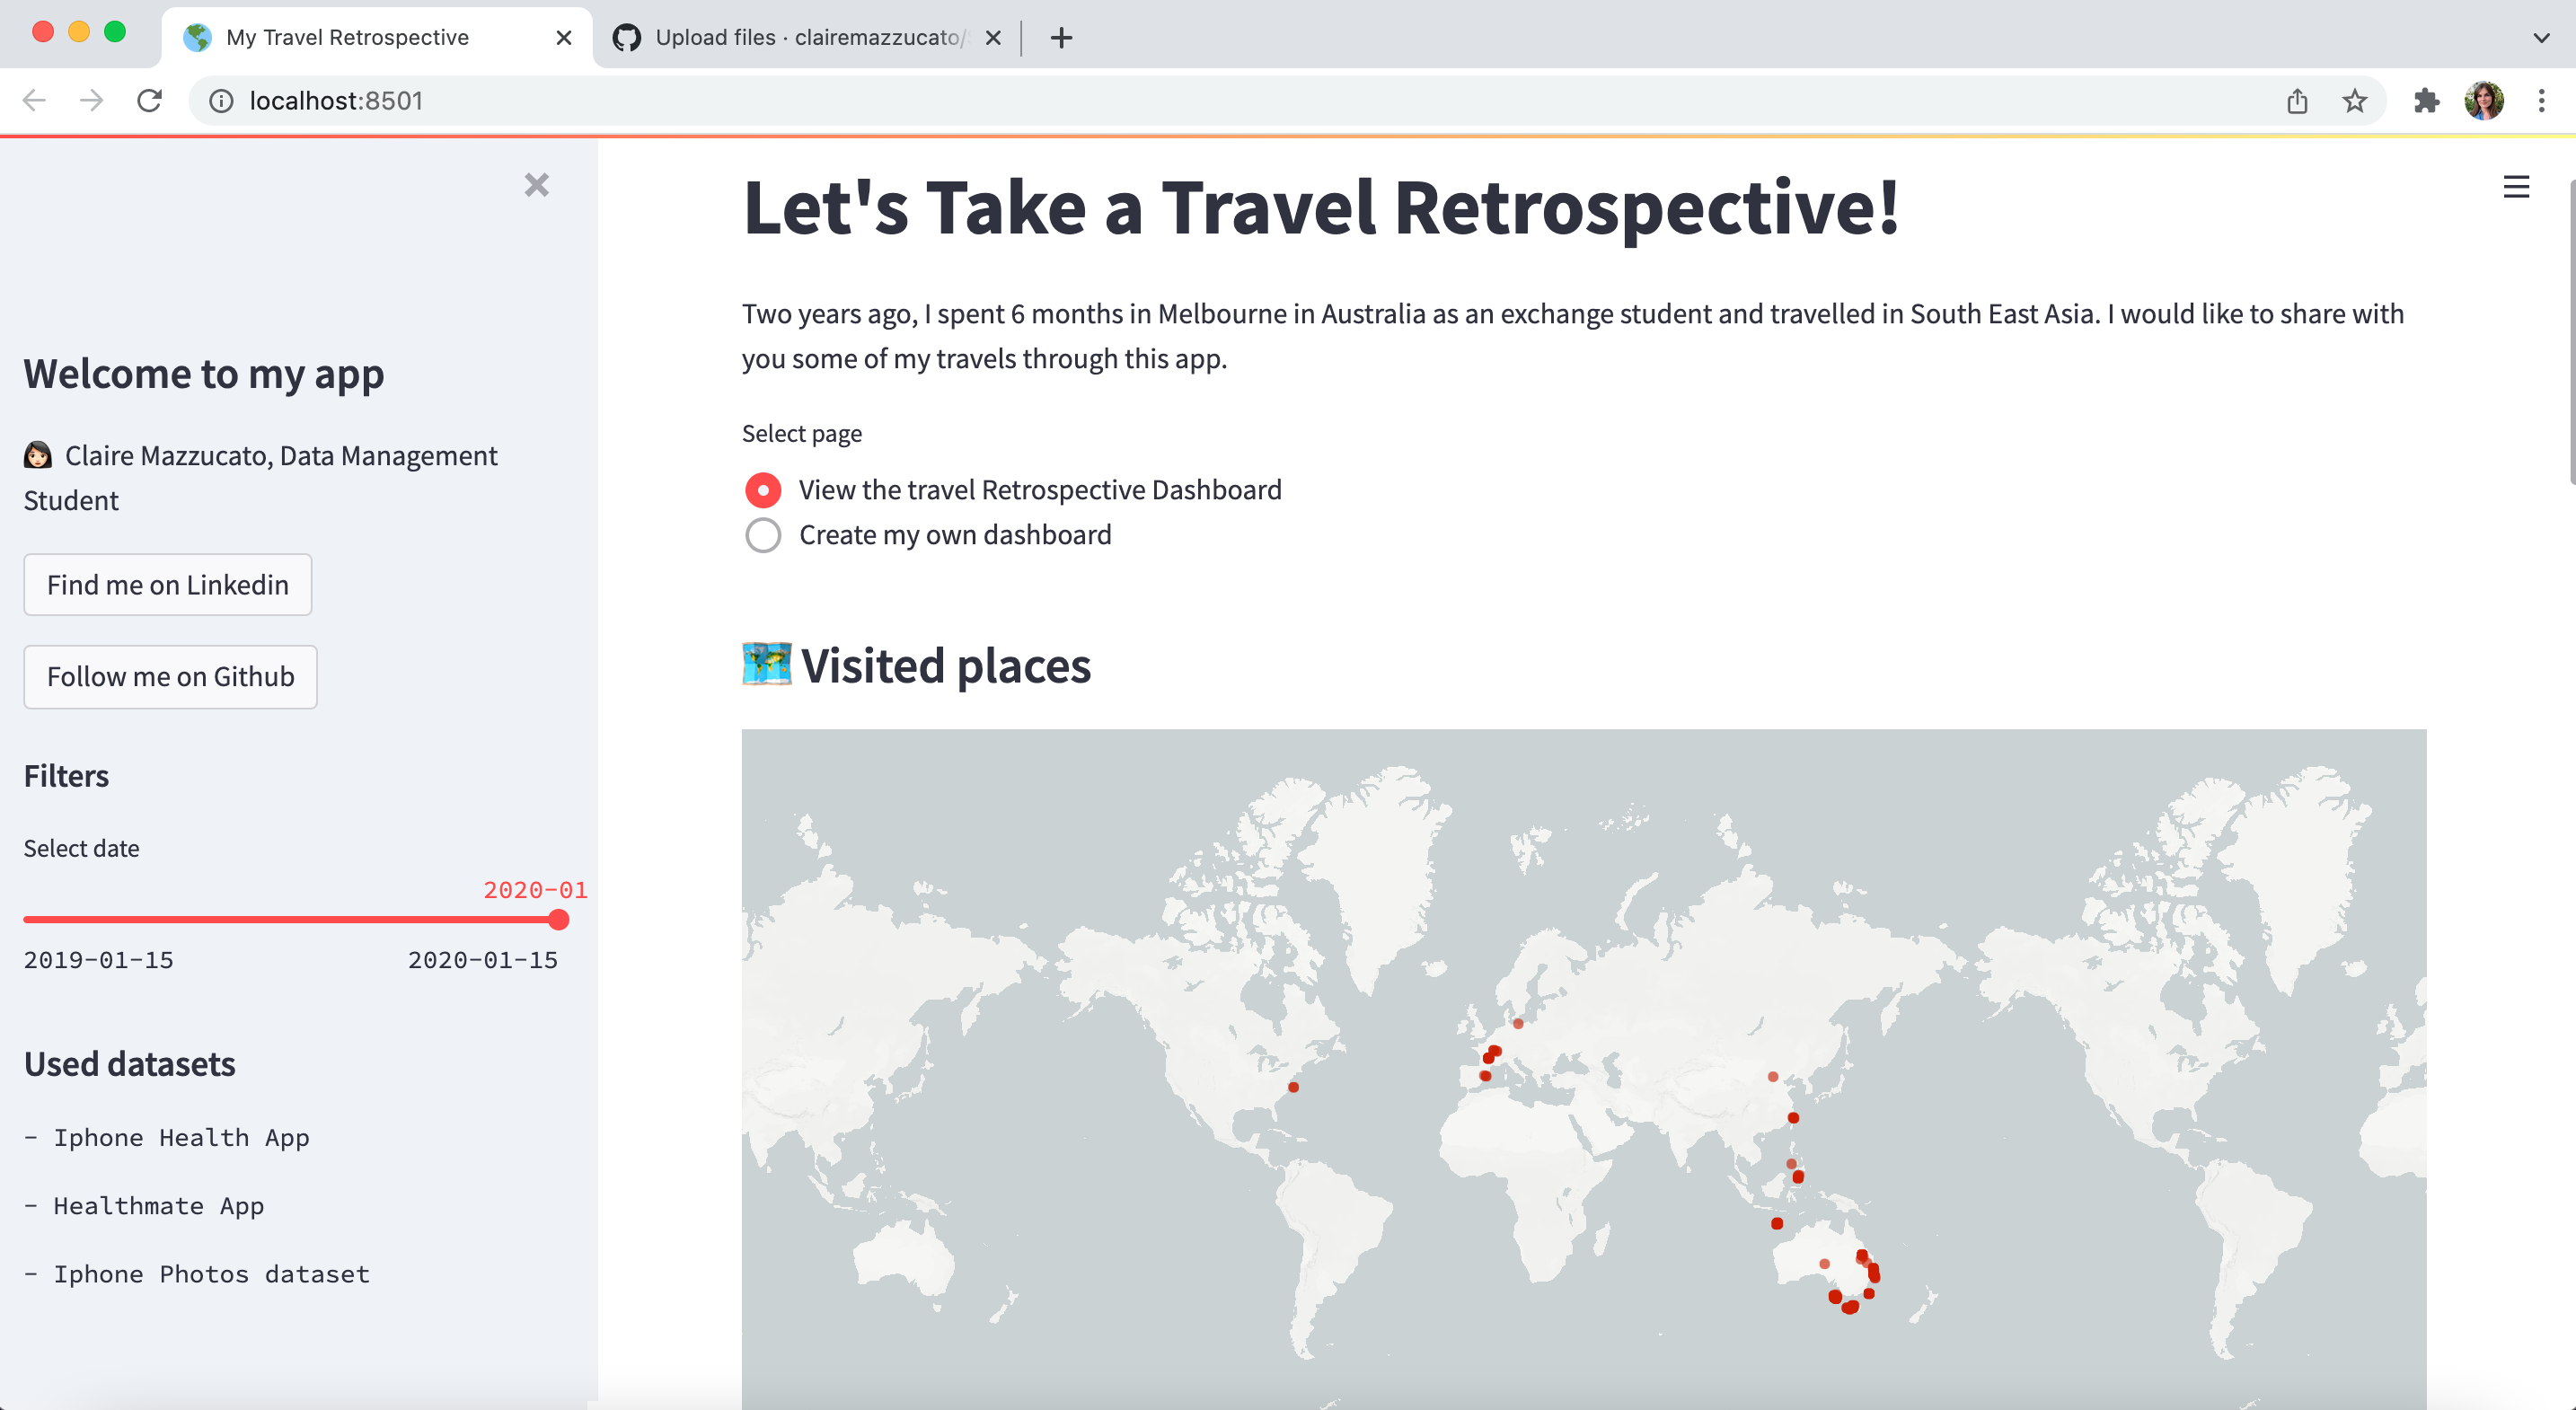 My Travel Retrospective
Upload files · clairemazzucato/
localhost:8501
Let's Take a Travel Retrospective!
Two years ago, I spent 6 months in Melbourne in Australia as an exchange student and travelled in South East Asia. I would like to share with
you some of my travels through this app.
Select page
View the travel Retrospective Dashboard
Create my own dashboard
Visited places
Welcome to my app
Claire Mazzucato, Data Management
Student
Find me on Linkedin
Follow me on Github
Filters
Select date
2020-01
2019-01-15 2020-01-15
Used datasets
- Iphone Health App
- Healthmate App
- Iphone Photos dataset